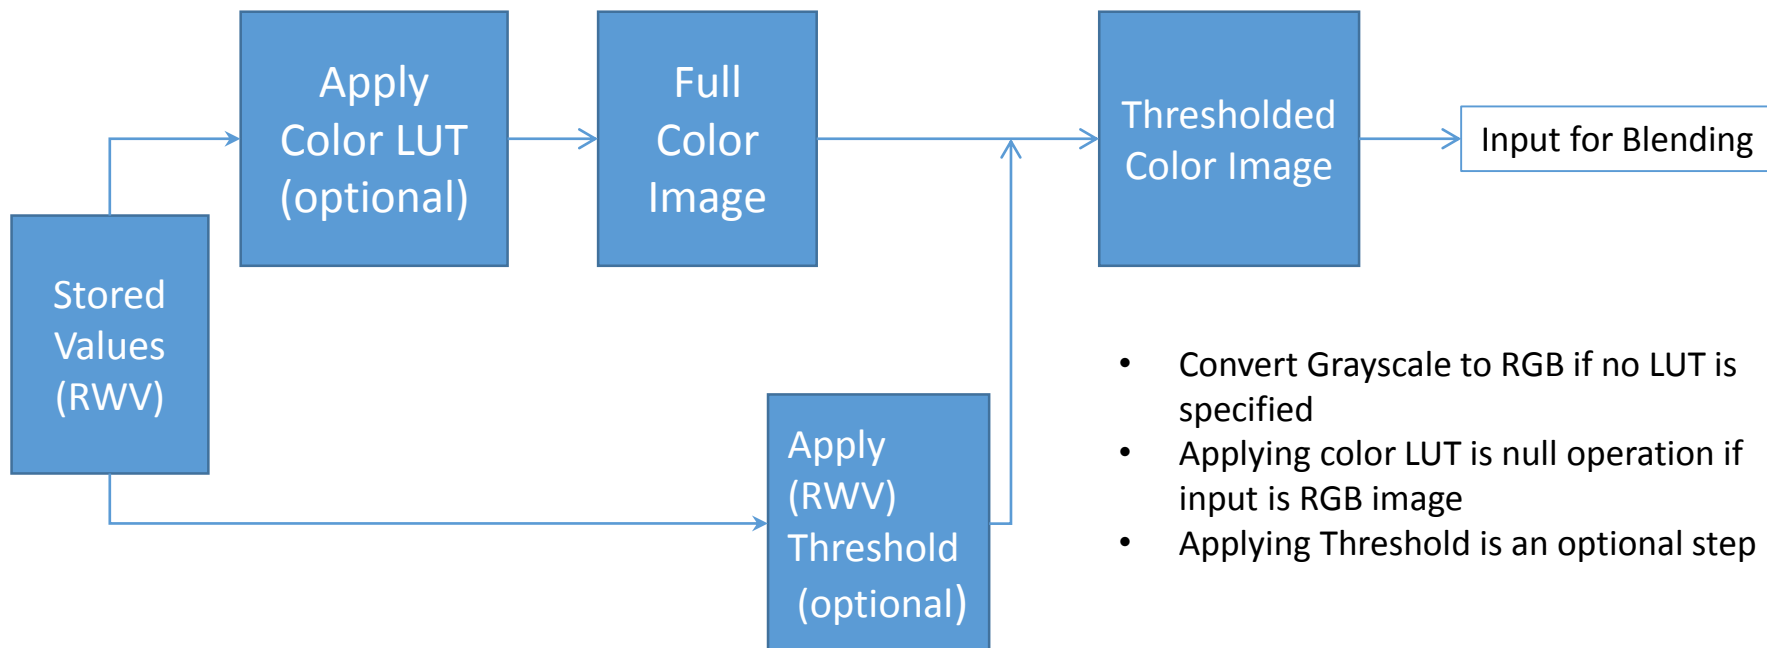 Apply
Color LUT
(optional)
Full
Color
Image
Thresholded
Color Image
Input for Blending
Stored
Values
(RWV)
Apply
(RWV)
Threshold
(optional)
• Convert Grayscale to RGB if no LUT is
specified
• Applying color LUT is null operation if
input is RGB image
• Applying Threshold is an optional step